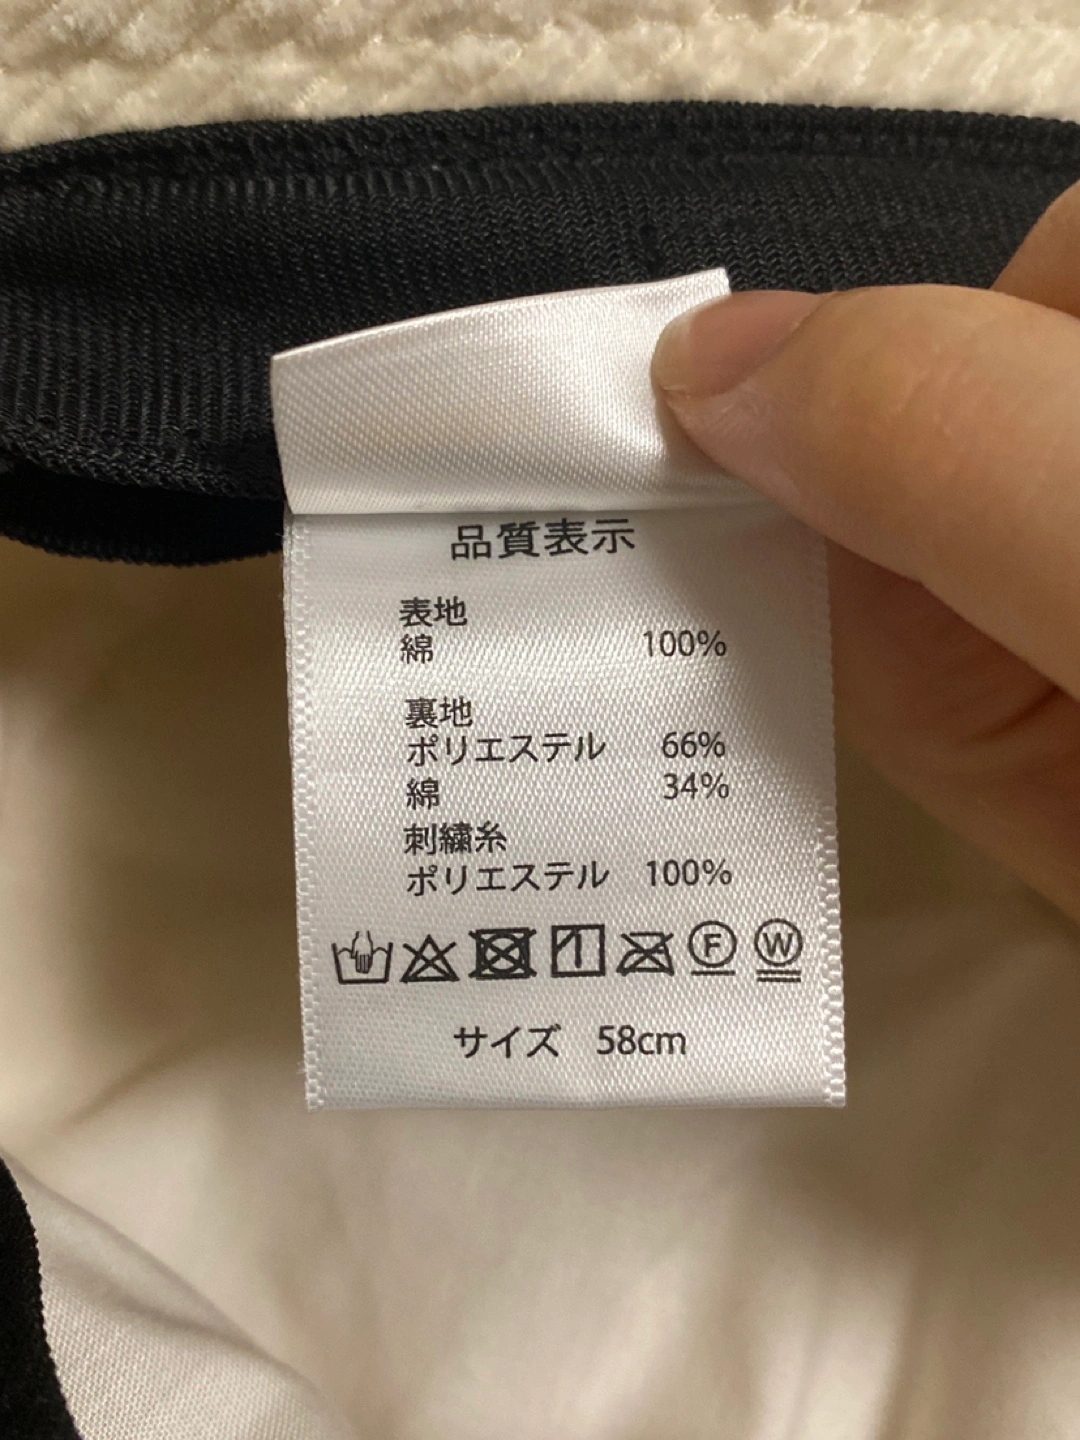 品質表示
表地
綿 100%
裏地
ポリエステル 66%
綿 34%
刺繍糸
ポリエステル 100%
F W
サイズ 58cm